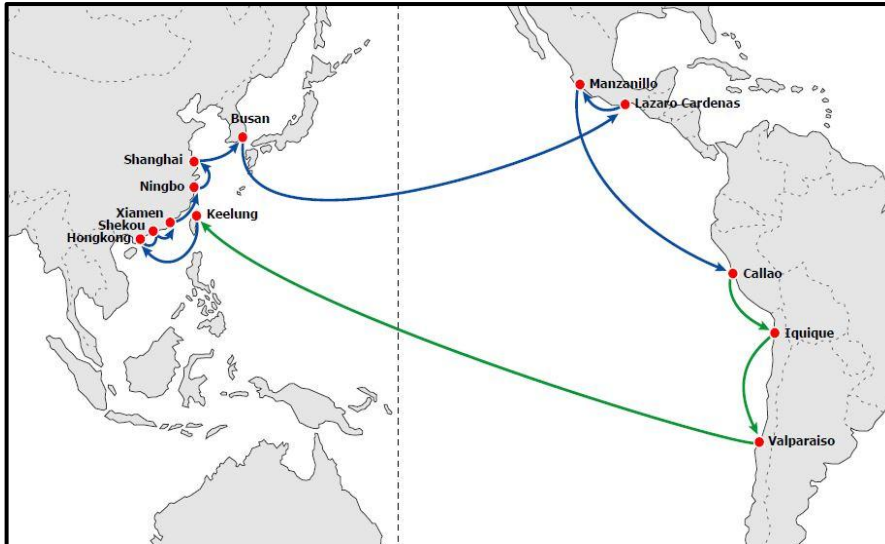 Manzanillo
Lazaro Cardenas
Busan
Shanghai
Ningbo
Xiamen
Keelung
Shekou
Hongkong
Callao
Iquique
Valparaiso